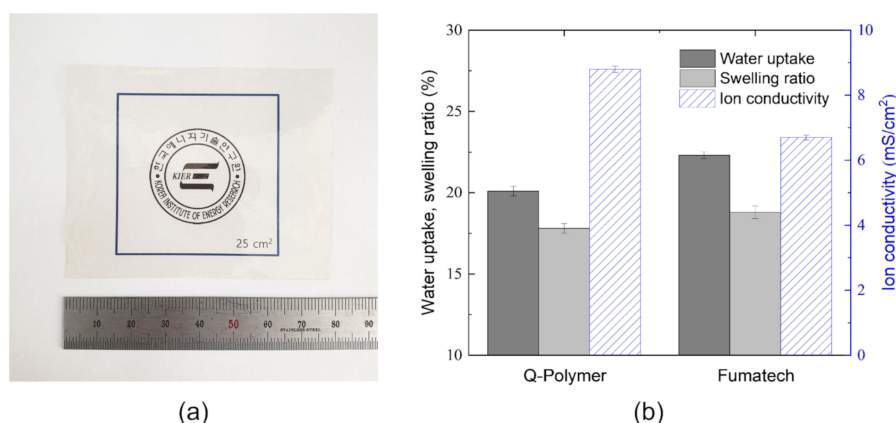 한국에너지기술연구원
KIER
• KOREA INSTITUTE OF ENERGY RESEARCH •
25 cm²
10 20 30 40 50 60 70 80 90
STAINLESS STEEL
(a)
30
25
20
15
10
Water uptake, swelling ratio (%)
Water uptake
Swelling ratio
Ion conductivity
10
8
6
4
2
0
Ion conductivity (mS/cm²)
Q-Polymer Fumatech
(b)